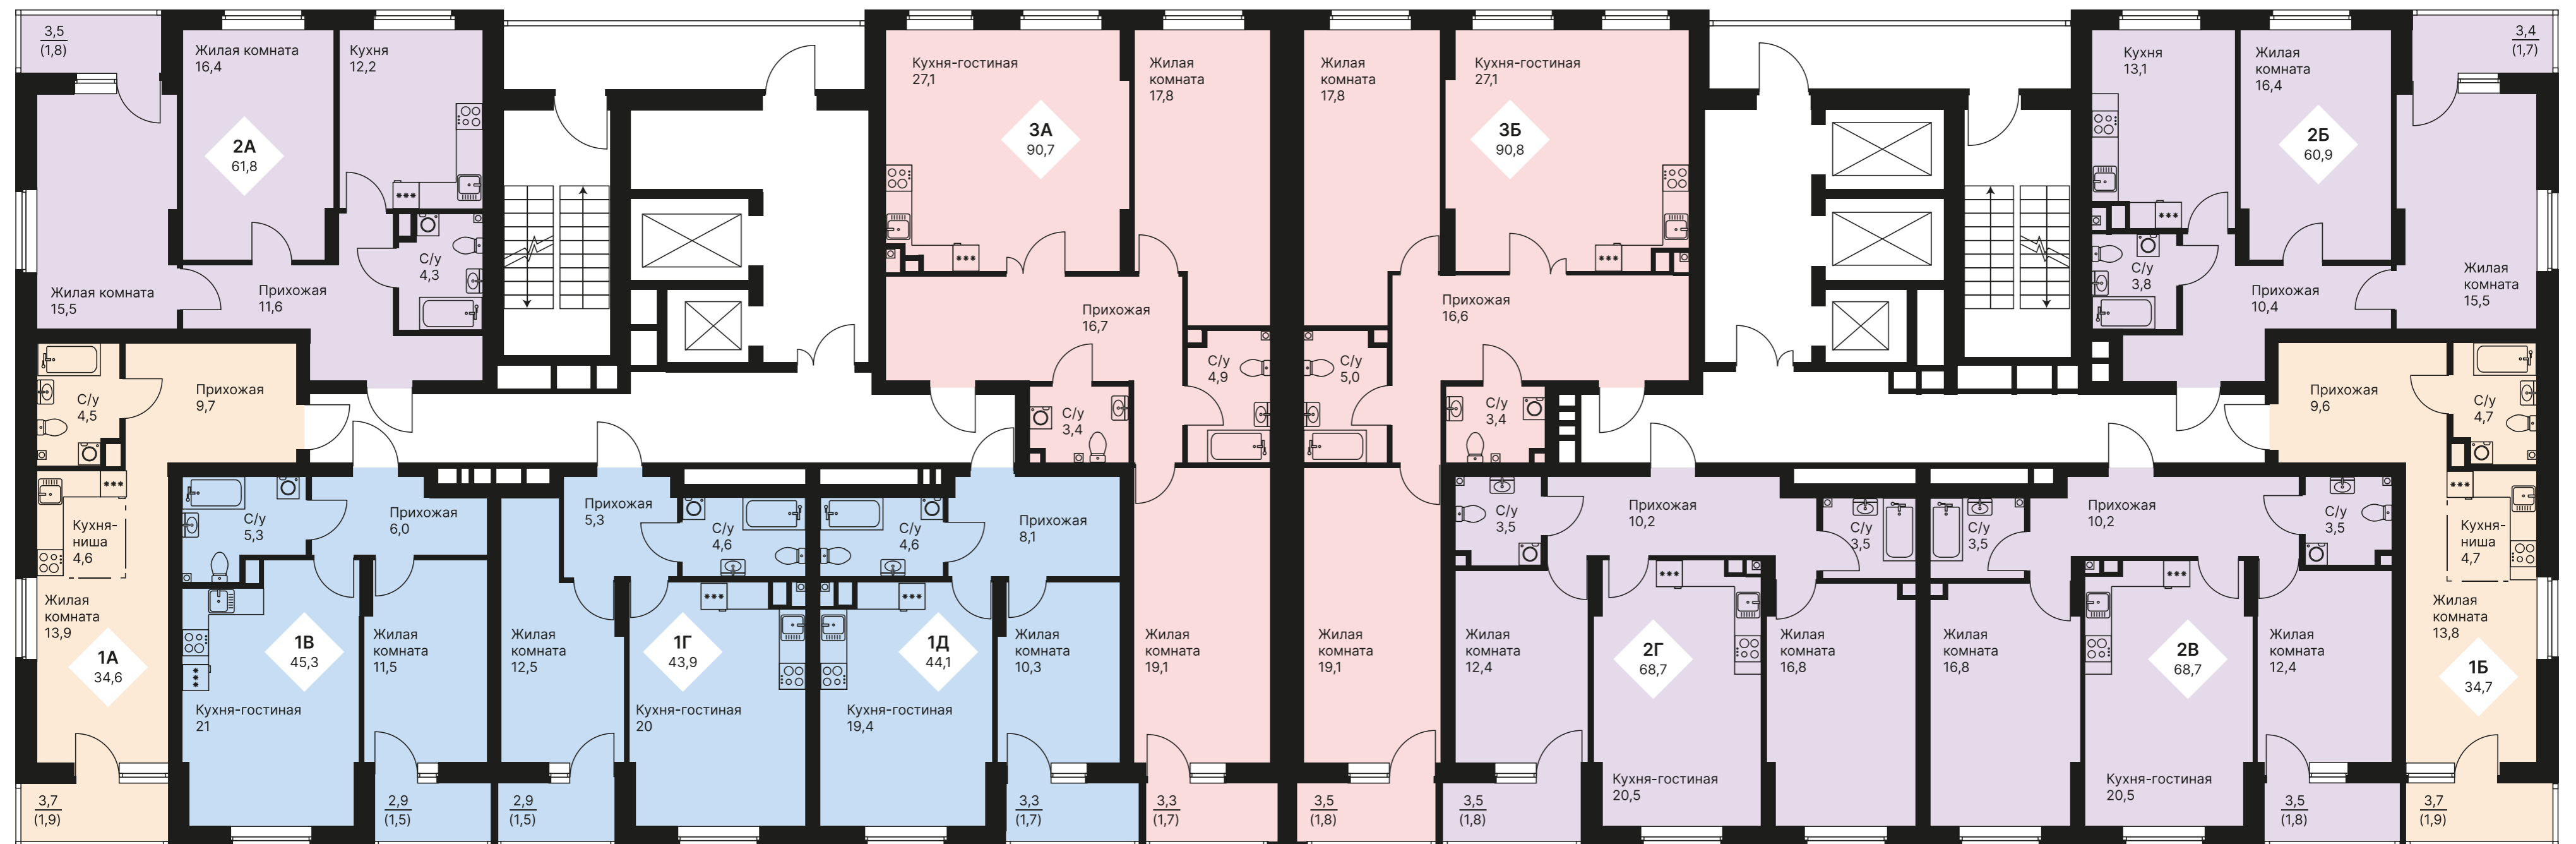 3,5
(1,8)
Жилая комната
16,4
Кухня
12,2
2А
61,8
Жилая комната
15,5
Прихожая
11,6
С/у
4,3
Кухня-гостиная
27,1
3А
90,7
Жилая
комната
17,8
Прихожая
16,7
С/у
4,9
С/у
3,4
Жилая
комната
19,1
3,3
(1,7)
Жилая
комната
17,8
Кухня-гостиная
27,1
3Б
90,8
Прихожая
16,6
С/у
5,0
С/у
3,4
Жилая
комната
19,1
3,5
(1,8)
Кухня
13,1
Жилая
комната
16,4
3,4
(1,7)
2Б
60,9
С/у
3,8
Прихожая
10,4
Жилая
комната
15,5
С/у
4,5
Прихожая
9,7
Кухня-
ниша
4,6
Жилая
комната
13,9
1А
34,6
3,7
(1,9)
С/у
5,3
Прихожая
6,0
1В
45,3
Жилая
комната
11,5
Кухня-гостиная
21
2,9
(1,5)
Прихожая
5,3
С/у
4,6
Жилая
комната
12,5
1Г
43,9
Кухня-гостиная
20
2,9
(1,5)
С/у
4,6
Прихожая
8,1
1Д
44,1
Жилая
комната
10,3
Кухня-гостиная
19,4
3,3
(1,7)
С/у
3,5
Прихожая
10,2
С/у
3,5
Жилая
комната
12,4
2Г
68,7
Жилая
комната
16,8
Кухня-гостиная
20,5
3,5
(1,8)
С/у
3,5
Прихожая
10,2
С/у
3,5
Жилая
комната
16,8
2В
68,7
Жилая
комната
12,4
Кухня-гостиная
20,5
3,5
(1,8)
Прихожая
9,6
С/у
4,7
Кухня-
ниша
4,7
Жилая
комната
13,8
1Б
34,7
3,7
(1,9)